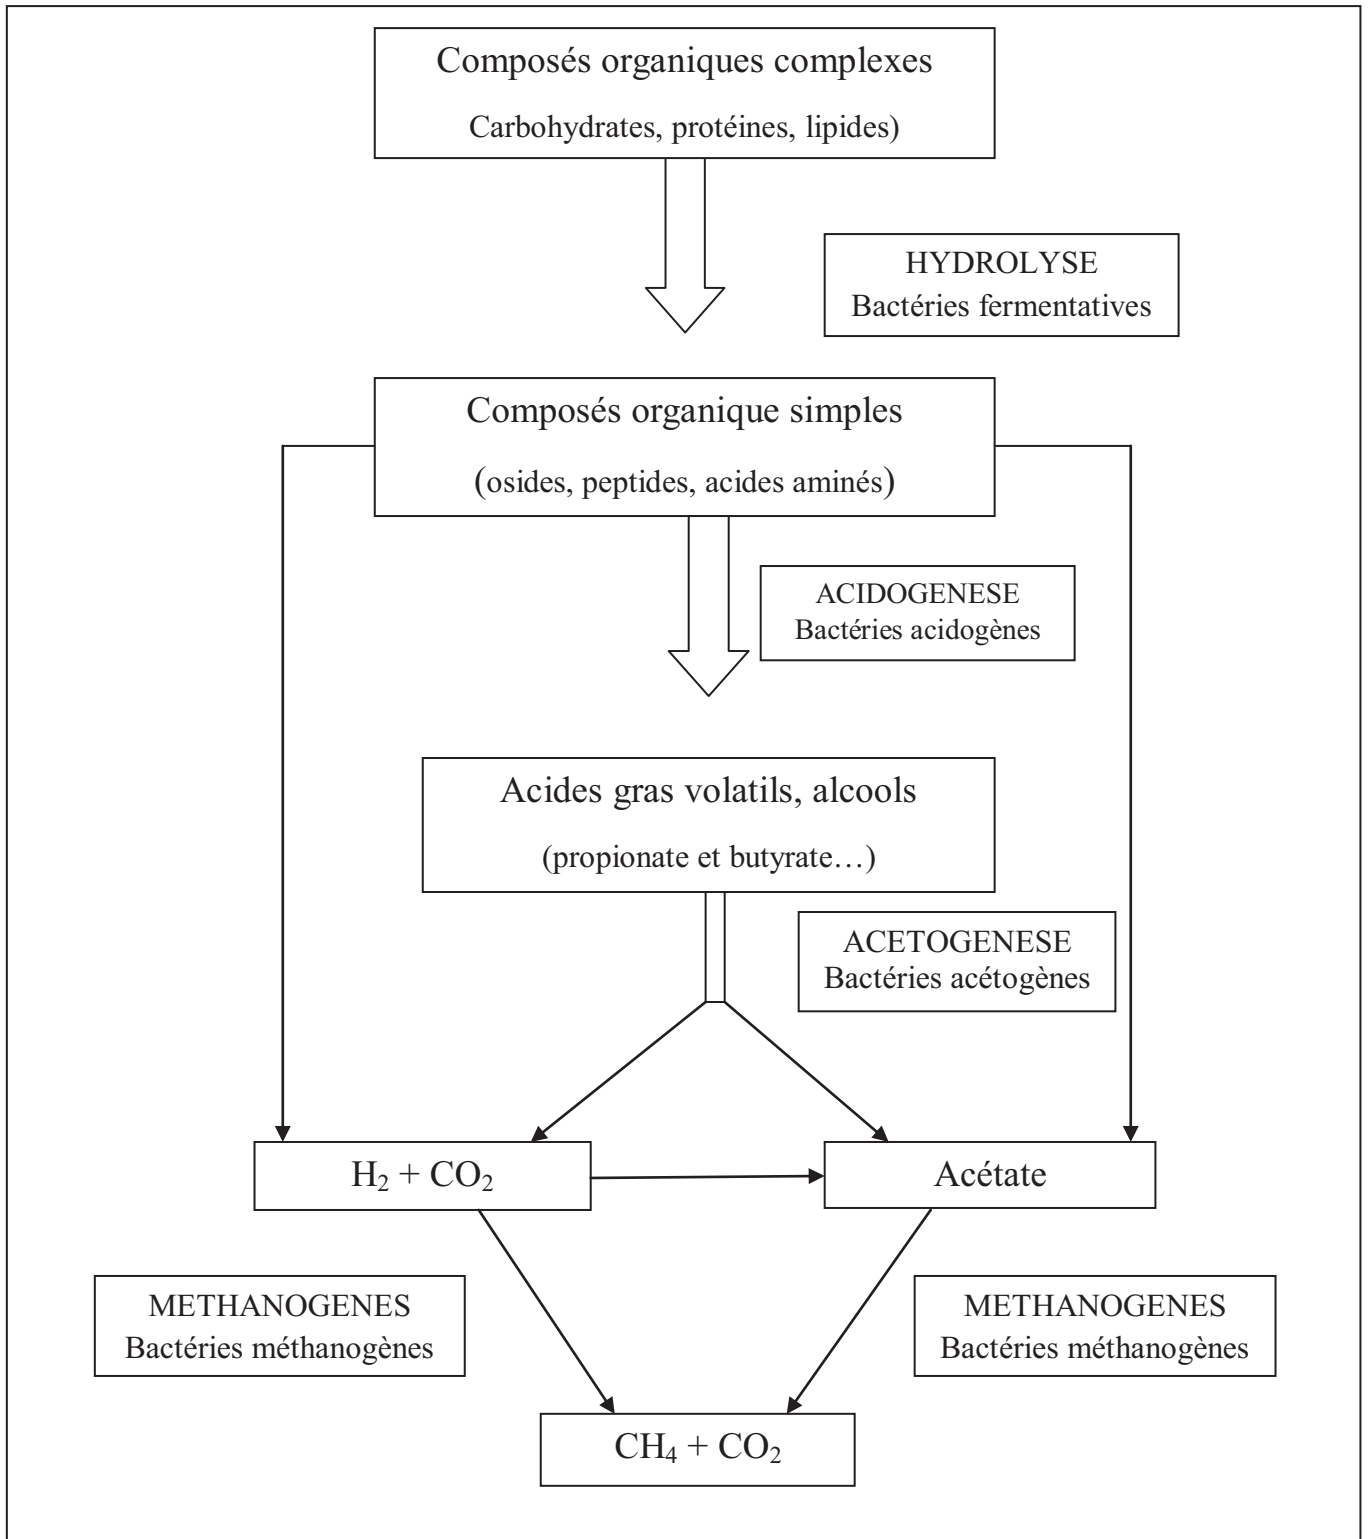 Composés organiques complexes
Carbohydrates, protéines, lipides)
HYDROLYSE
Bactéries fermentatives
Composés organique simples
(osides, peptides, acides aminés)
ACIDOGENESE
Bactéries acidogènes
Acides gras volatils, alcools
(propionate et butyrate…)
ACETOGENESE
Bactéries acétogènes
H₂ + CO₂
Acétate
METHANOGENES
Bactéries méthanogènes
METHANOGENES
Bactéries méthanogènes
CH₄ + CO₂